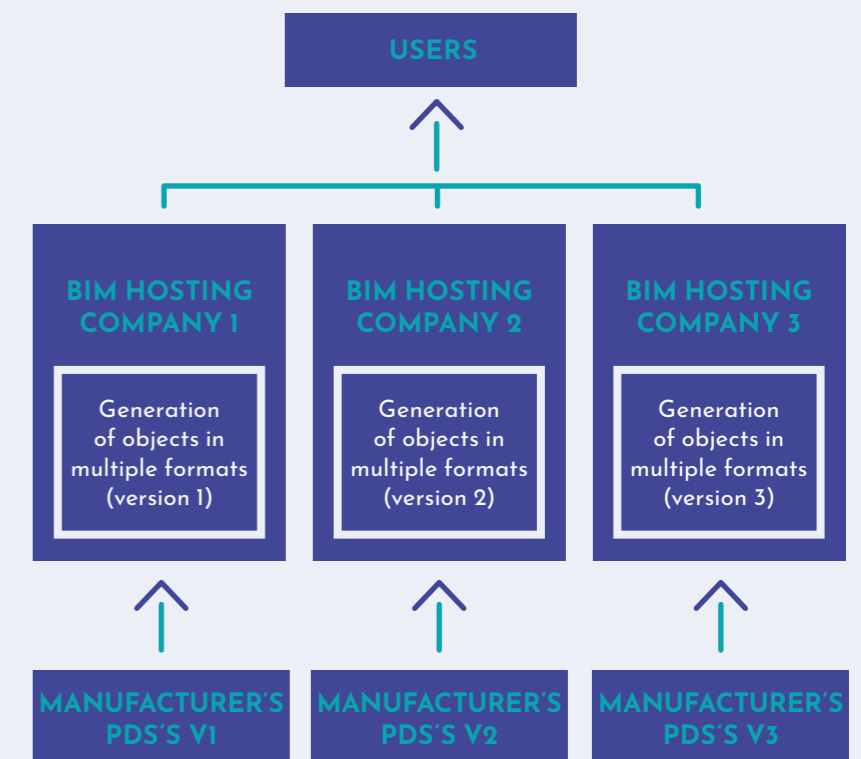 USERS
BIM HOSTING
COMPANY 1
Generation
of objects in
multiple formats
(version 1)
BIM HOSTING
COMPANY 2
Generation
of objects in
multiple formats
(version 2)
BIM HOSTING
COMPANY 3
Generation
of objects in
multiple formats
(version 3)
MANUFACTURER´S
PDS´S V1
MANUFACTURER´S
PDS´S V2
MANUFACTURER´S
PDS´S V3